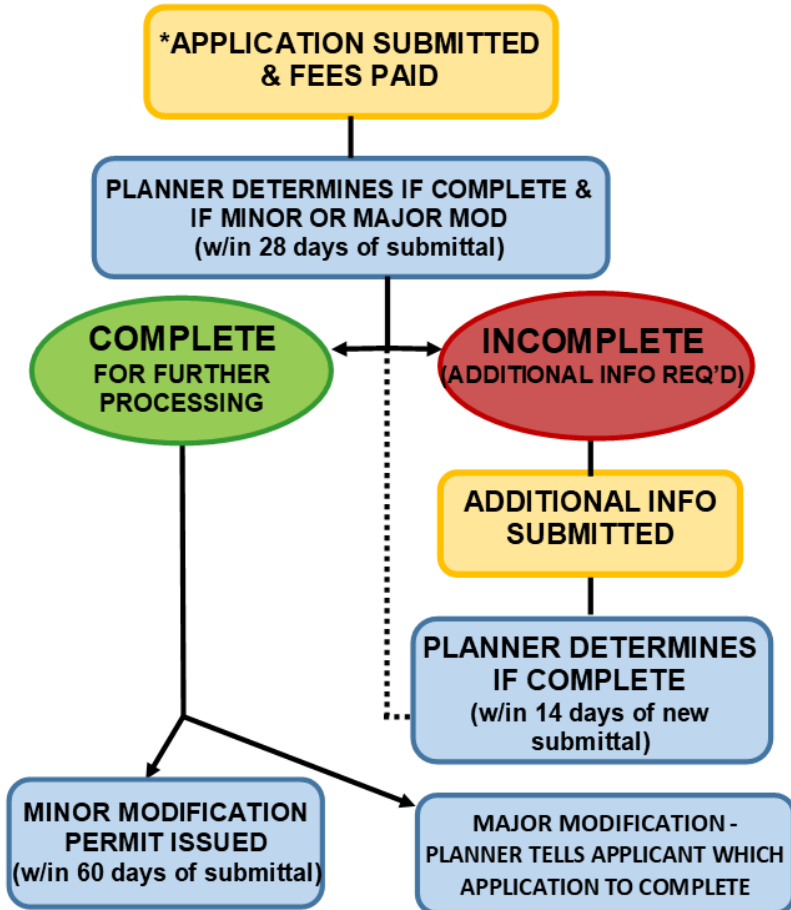 *APPLICATION SUBMITTED
& FEES PAID
PLANNER DETERMINES IF COMPLETE &
IF MINOR OR MAJOR MOD
(w/in 28 days of submittal)
COMPLETE
FOR FURTHER
PROCESSING
INCOMPLETE
(ADDITIONAL INFO REQ'D)
ADDITIONAL INFO
SUBMITTED
PLANNER DETERMINES
IF COMPLETE
(w/in 14 days of new
submittal)
MINOR MODIFICATION
PERMIT ISSUED
(w/in 60 days of submittal)
MAJOR MODIFICATION -
PLANNER TELLS APPLICANT WHICH
APPLICATION TO COMPLETE